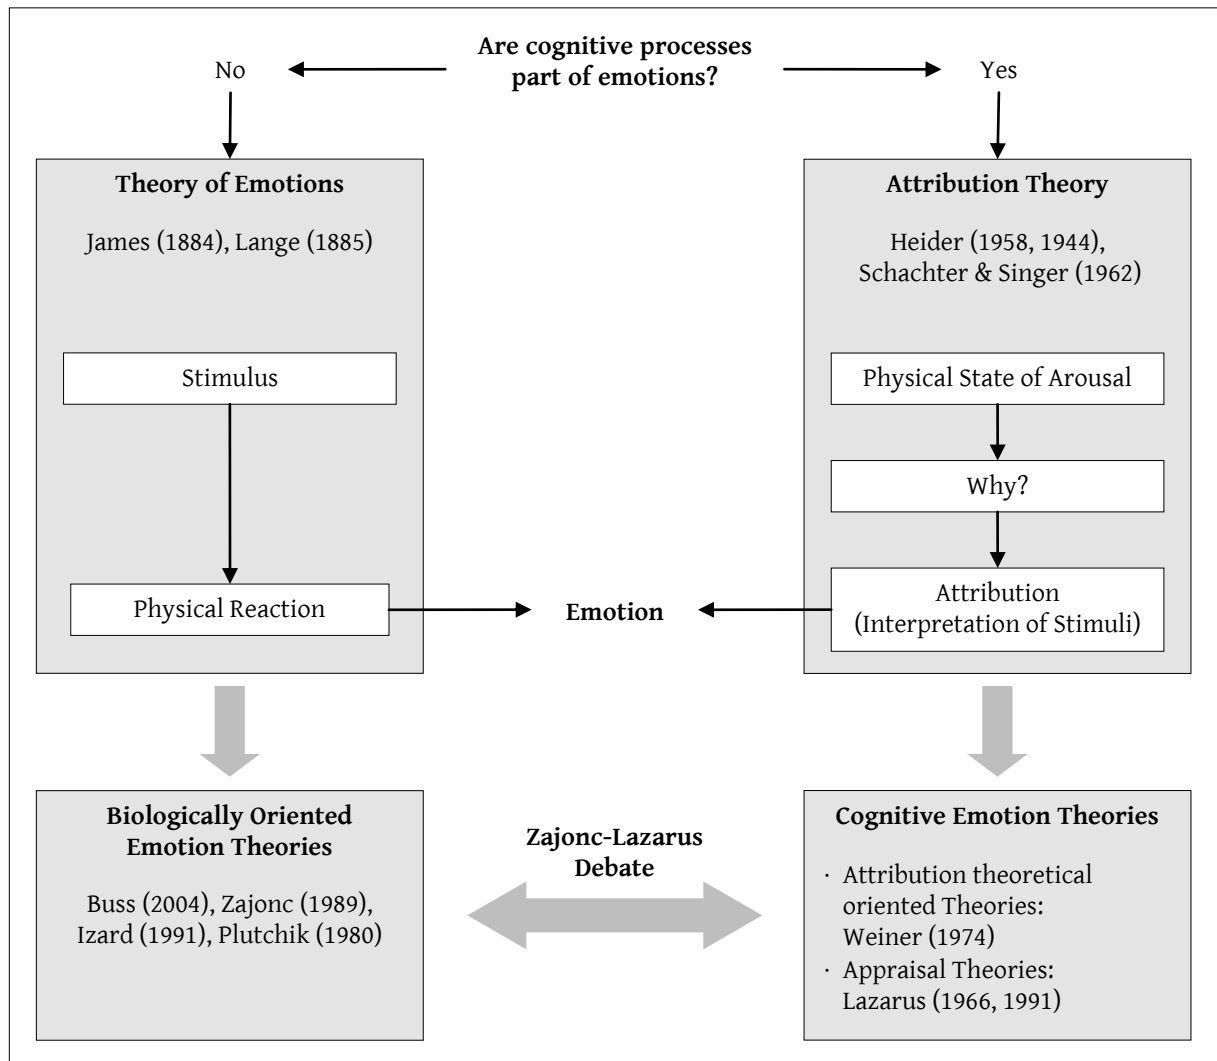 Are cognitive processes
part of emotions?
No
Yes
Theory of Emotions
James (1884), Lange (1885)
Stimulus
Physical Reaction
Attribution Theory
Heider (1958, 1944),
Schachter & Singer (1962)
Physical State of Arousal
Why?
Attribution
(Interpretation of Stimuli)
Emotion
Biologically Oriented
Emotion Theories
Buss (2004), Zajonc (1989),
Izard (1991), Plutchik (1980)
Zajonc-Lazarus
Debate
Cognitive Emotion Theories
· Attribution theoretical
oriented Theories:
Weiner (1974)
· Appraisal Theories:
Lazarus (1966, 1991)